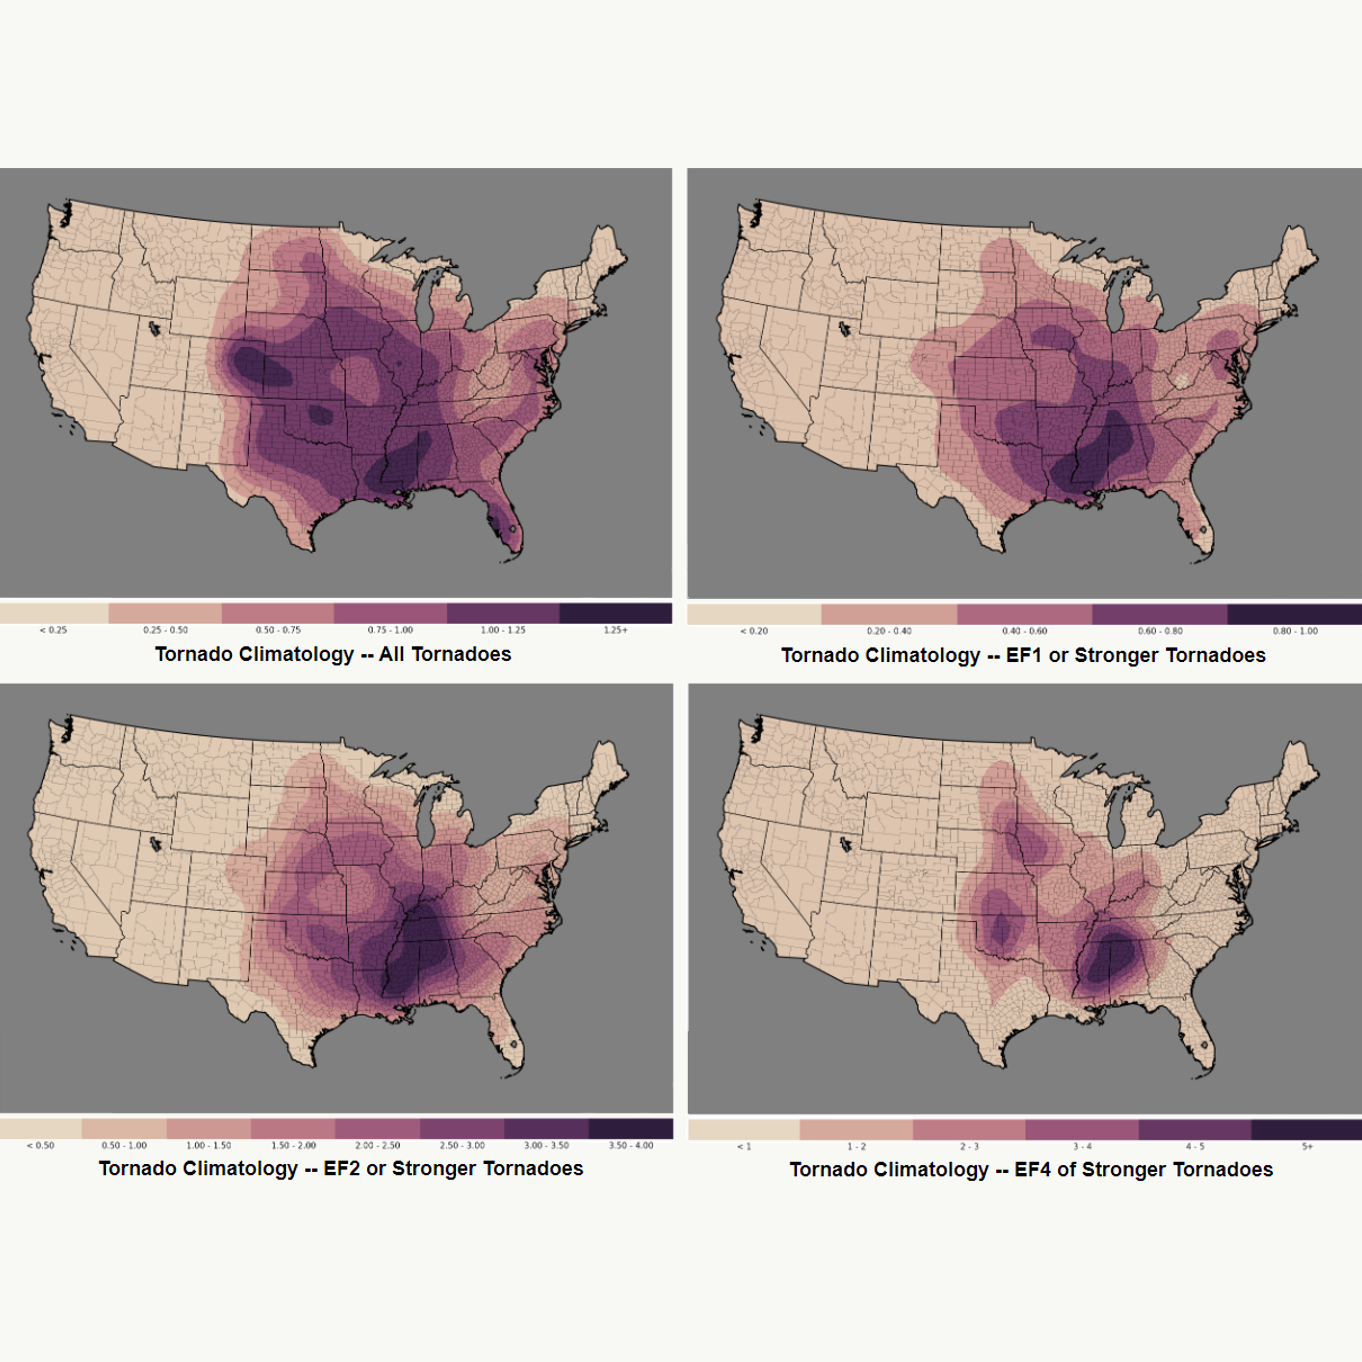 < 0.25 0.25 - 0.50 0.50 - 0.75 0.75 - 1.00 1.00 - 1.25 1.25+
Tornado Climatology -- All Tornadoes
< 0.20 0.20 - 0.40 0.40 - 0.60 0.60 - 0.80 0.80 - 1.00
Tornado Climatology -- EF1 or Stronger Tornadoes
< 0.50 0.50 - 1.00 1.00 - 1.50 1.50 - 2.00 2.00 - 2.50 2.50 - 3.00 3.00 - 3.50 3.50 - 4.00
Tornado Climatology -- EF2 or Stronger Tornadoes
< 1 1 - 2 2 - 3 3 - 4 4 - 5 5+
Tornado Climatology -- EF4 of Stronger Tornadoes